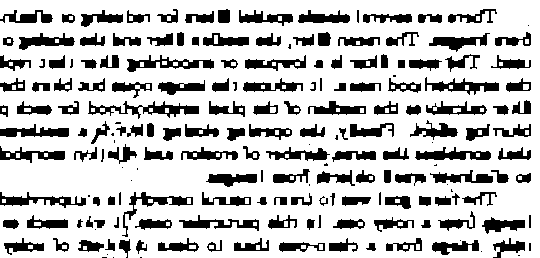 There are several classic spatial filters for reducing or elimin
from images. The mean filter, the median filter and the closing o
used. The mean filter is a lowpass or smoothing filter that repl
the neighborhood mean. It reduces the image noise but blurs the
filter calculates the median of the pixel neighborhood for each p
blurring effect. Finally, the opening closing filter is a mathem
that combines the same number of erosion and dilation morphol
to eliminate small objects from images.
The main goal was to train a neural network in a supervised
image from a noisy one. In this particular case, it was much ea
noisy image from a clean one than to clean a subset of noisy